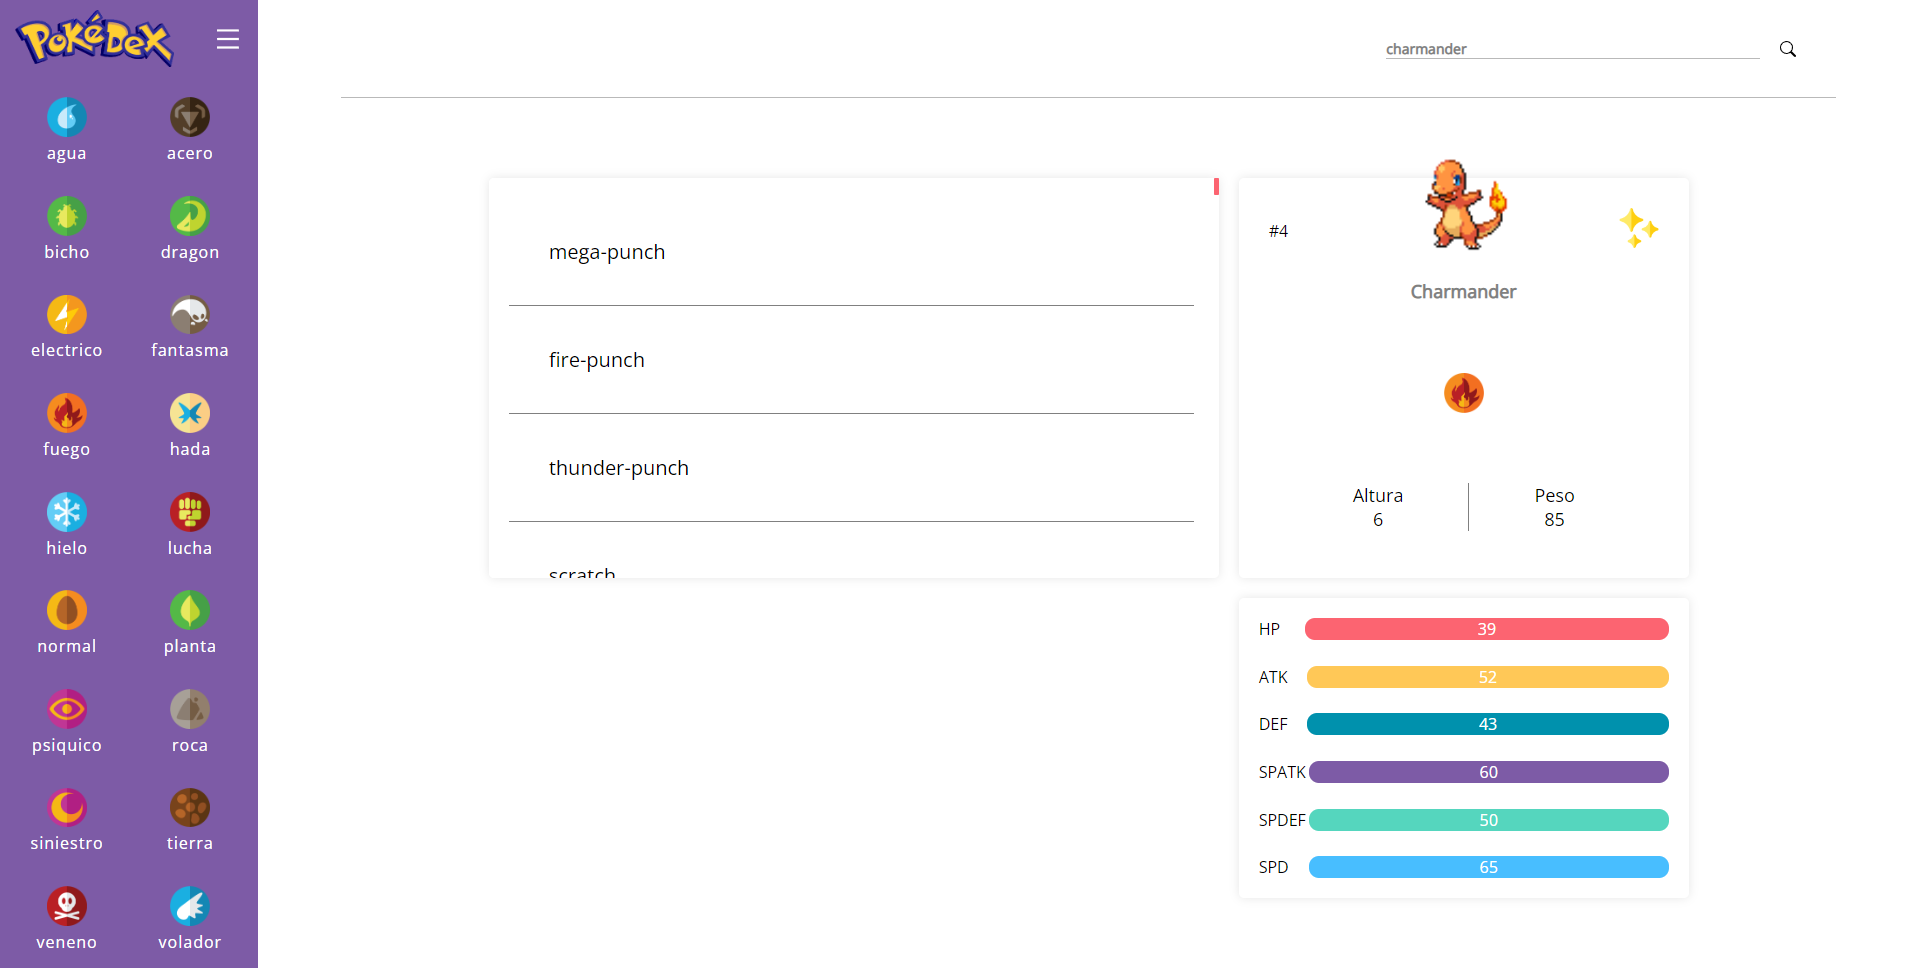 PoKéDeX
agua
acero
bicho
dragon
electrico
fantasma
fuego
hada
hielo
lucha
normal
planta
psiquico
roca
siniestro
tierra
veneno
volador
charmander
mega-punch
fire-punch
thunder-punch
scratch
#4
Charmander
Altura
6
Peso
85
HP 39
ATK 52
DEF 43
SPATK 60
SPDEF 50
SPD 65